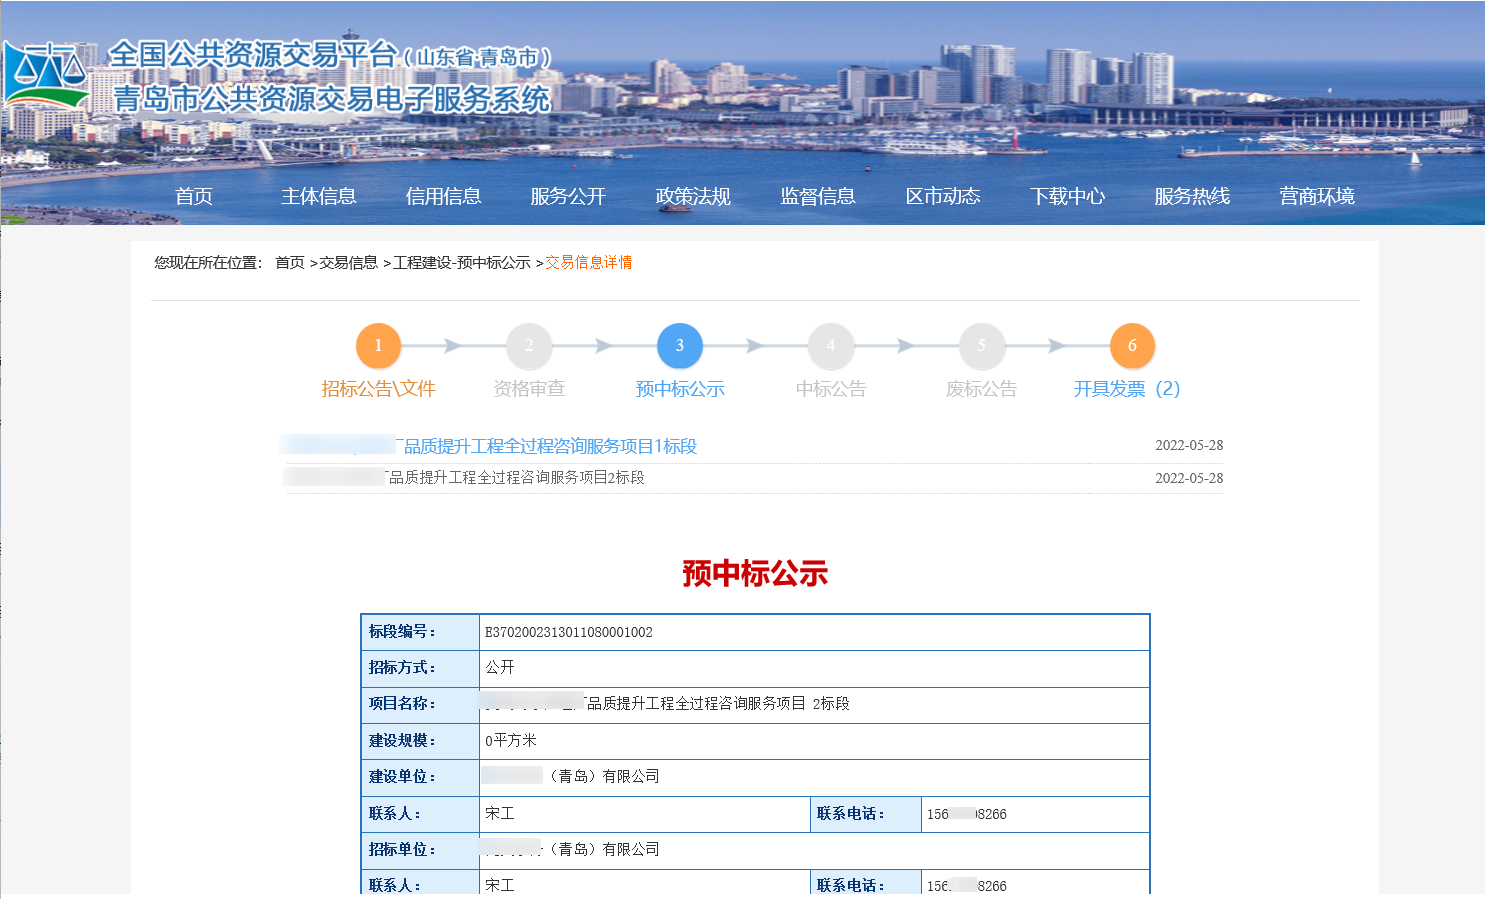 全国公共资源交易平台(山东省·青岛市)
青岛市公共资源交易电子服务系统
首页 主体信息 信用信息 服务公开 政策法规 监督信息 区市动态 下载中心 服务热线 营商环境
您现在所在位置： 首页 >交易信息 >工程建设-预中标公示 >交易信息详情
1 2 3 4 5 6
招标公告\文件 资格审查 预中标公示 中标公告 废标公告 开具发票（2）
品质提升工程全过程咨询服务项目1标段 2022-05-28
品质提升工程全过程咨询服务项目2标段 2022-05-28
预中标公示
标段编号： E3702002313011080001002
招标方式： 公开
项目名称： 品质提升工程全过程咨询服务项目 2标段
建设规模： 0平方米
建设单位： （青岛）有限公司
联系人： 宋工 联系电话： 156 8266
招标单位： （青岛）有限公司
联系人： 宋工 联系电话： 156 8266